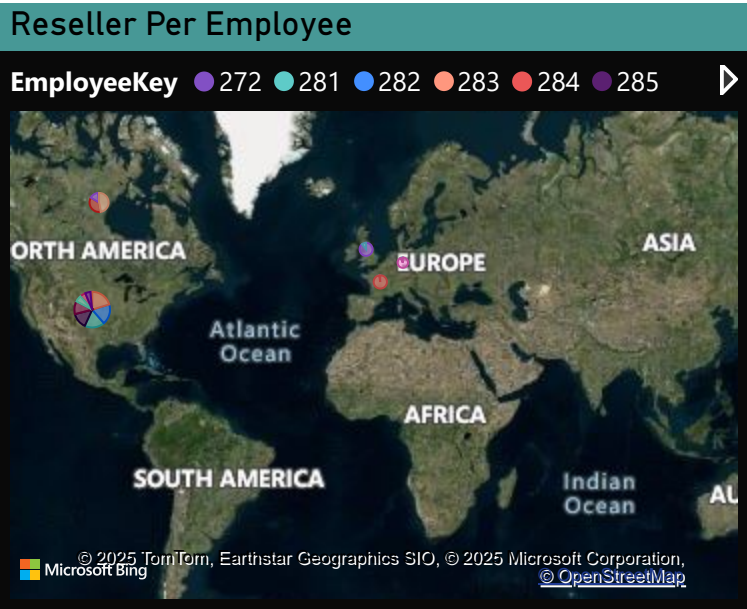 Reseller Per Employee
EmployeeKey 272 281 282 283 284 285
ORTH AMERICA
EUROPE
ASIA
Atlantic
Ocean
AFRICA
SOUTH AMERICA
Indian
Ocean
AU
© 2025 TomTom, Earthstar Geographics SIO, © 2025 Microsoft Corporation,
Microsoft Bing
© OpenStreetMap